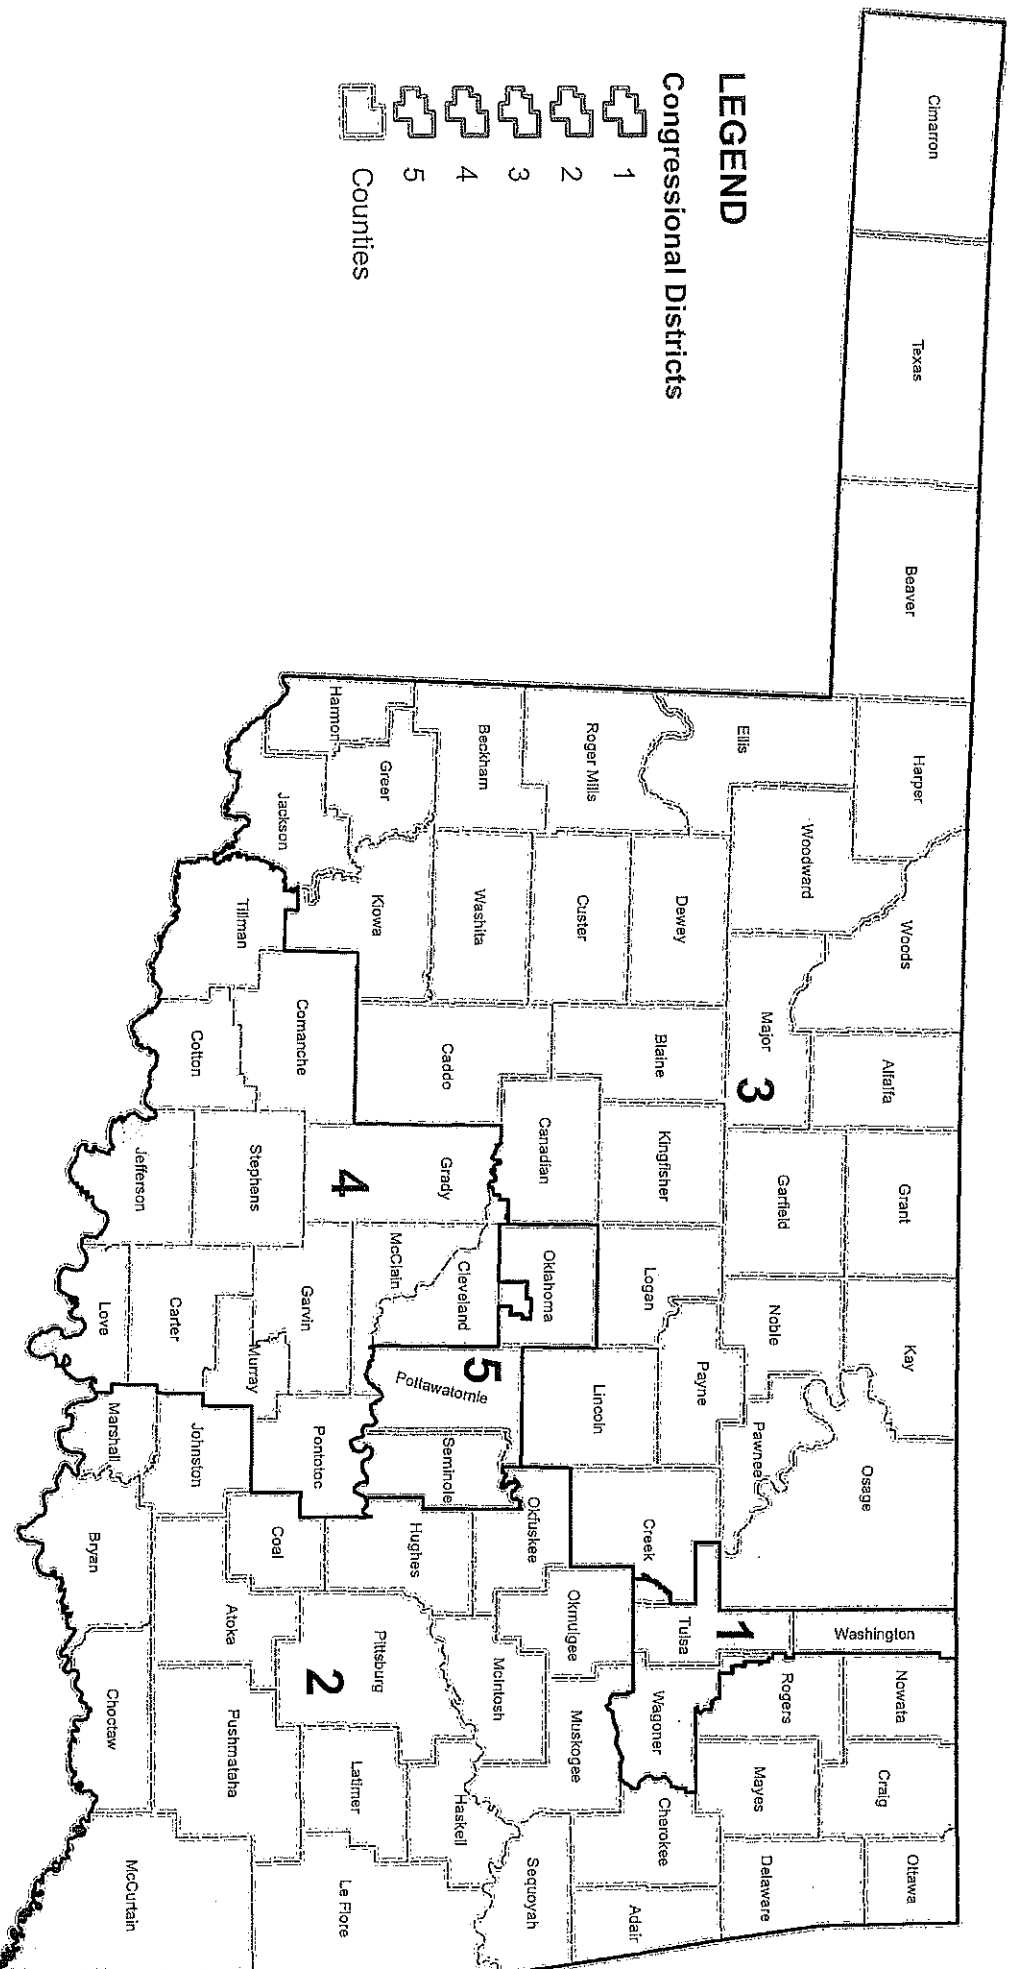 LEGEND
Congressional Districts
1
2
3
4
5
Counties
Cimarron
Texas
Beaver
Harper
Woods
Alfalfa
Grant
Kay
Osage
Washington
Nowata
Craig
Ottawa
Ellis
Woodward
Major
3
Garfield
Noble
Pawnee
1
Rogers
Mayes
Delaware
Roger Mills
Dewey
Blaine
Kingfisher
Logan
Payne
Creek
Tulsa
Wagoner
Cherokee
Adair
Beckham
Custer
Washita
Canadian
Oklahoma
Lincoln
Okfuskee
Okmulgee
Muskogee
Sequoyah
Harmon
Greer
Kiowa
Caddo
Grady
McClain
Cleveland
5
Pottawatomie
Seminole
Hughes
McIntosh
Haskell
Jackson
Tillman
Comanche
Stephens
4
Garvin
Pontotoc
Coal
Pittsburg
2
Latimer
Le Flore
Cotton
Jefferson
Carter
Murray
Johnston
Atoka
Pushmataha
McCurtain
Love
Marshall
Bryan
Choctaw